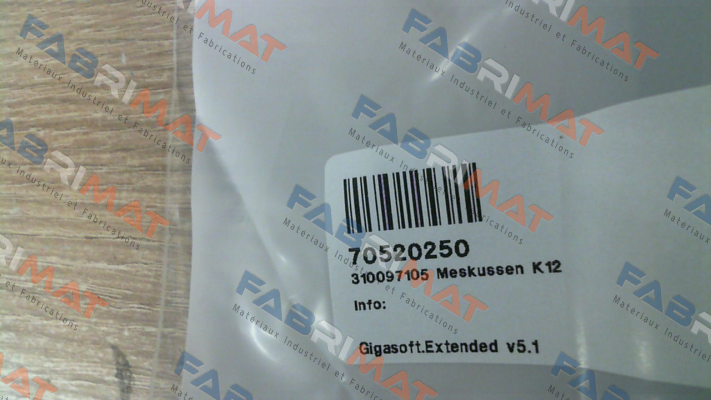 70520250
310097105 Meskussen K12
Info:
Gigasoft.Extended v5.1
FABRIMAT
Materiaux Industriel et Fabrications